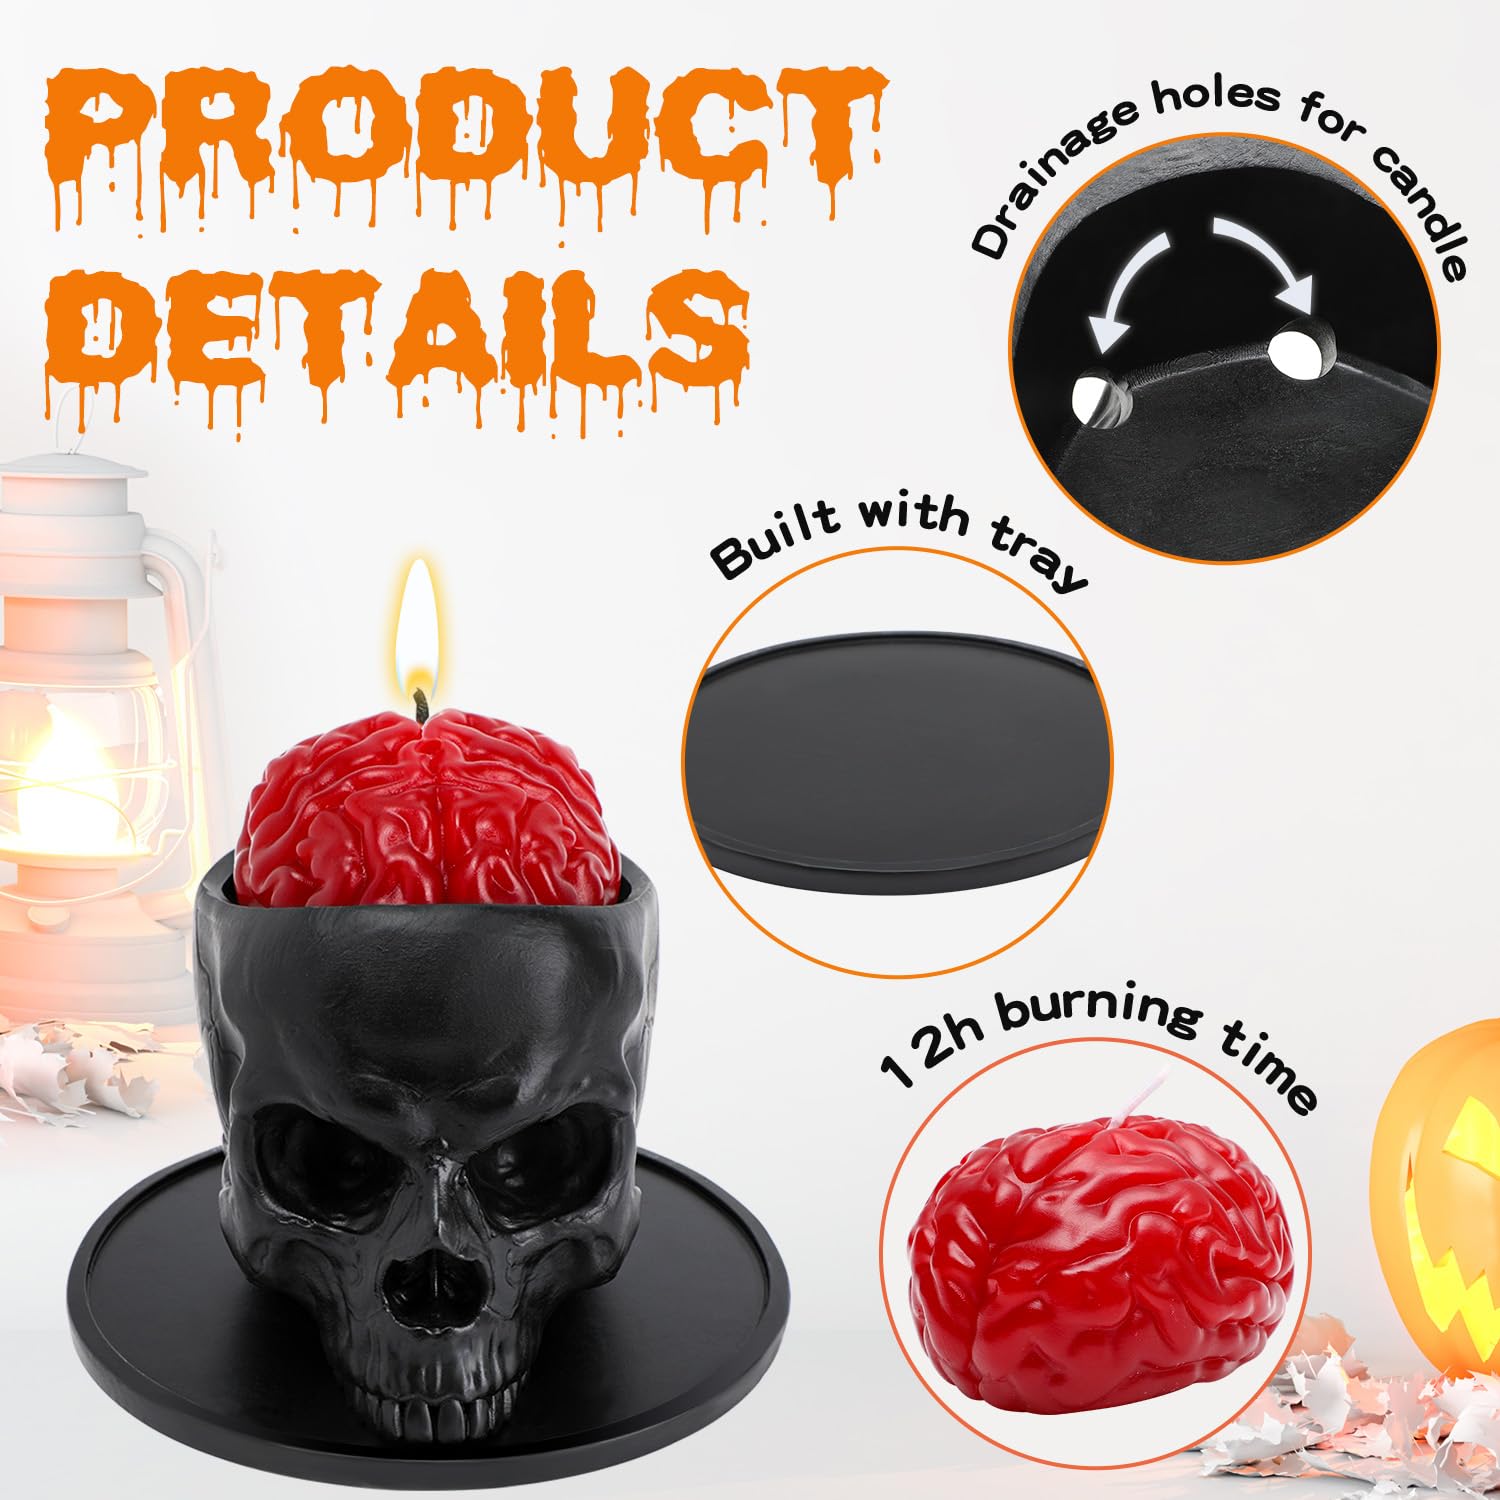 PRODUCT
DETAILS
Drainage holes for candle
Built with tray
12h burning time